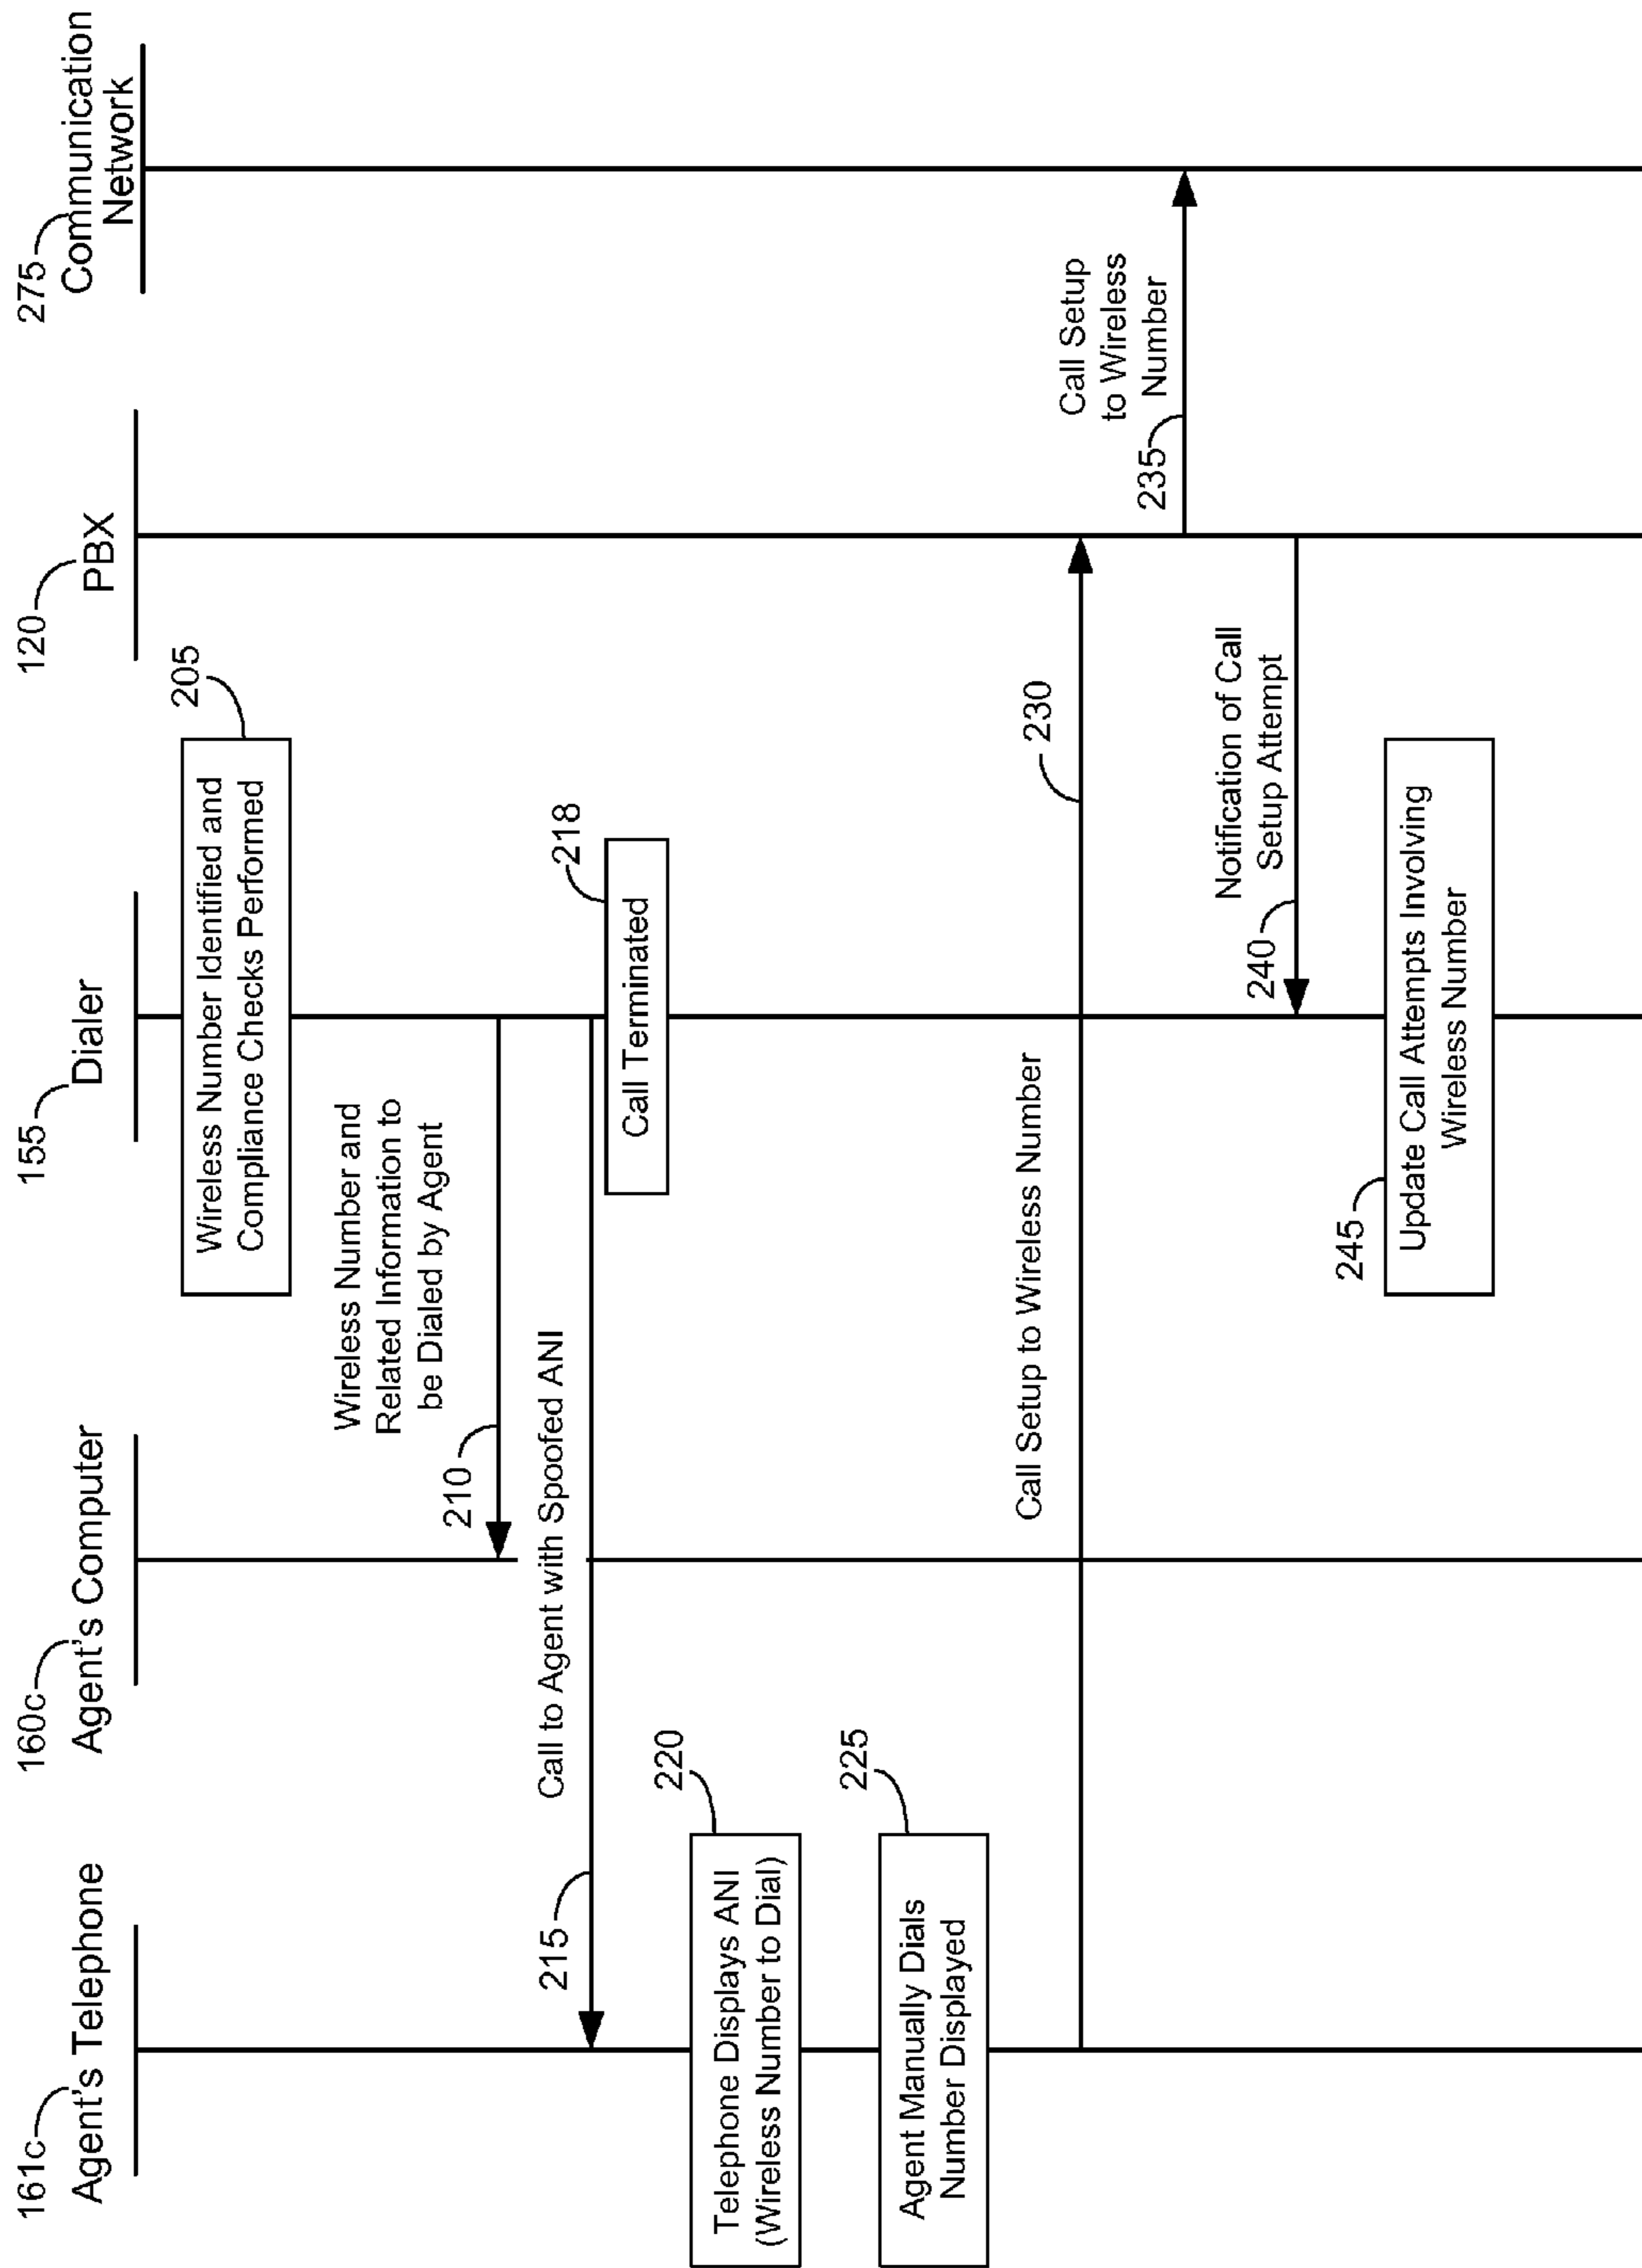 161c
Agent's Telephone
160c
Agent's Computer
155
Dialer
120
PBX
275
Communication
Network
205
Wireless Number Identified and
Compliance Checks Performed
Wireless Number and
Related Information to
be Dialed by Agent
210
Call to Agent with Spoofed ANI
215
218
Call Terminated
220
Telephone Displays ANI
(Wireless Number to Dial)
225
Agent Manually Dials
Number Displayed
Call Setup to Wireless Number
230
Call Setup
to Wireless
Number
235
Notification of Call
Setup Attempt
240
245
Update Call Attempts Involving
Wireless Number